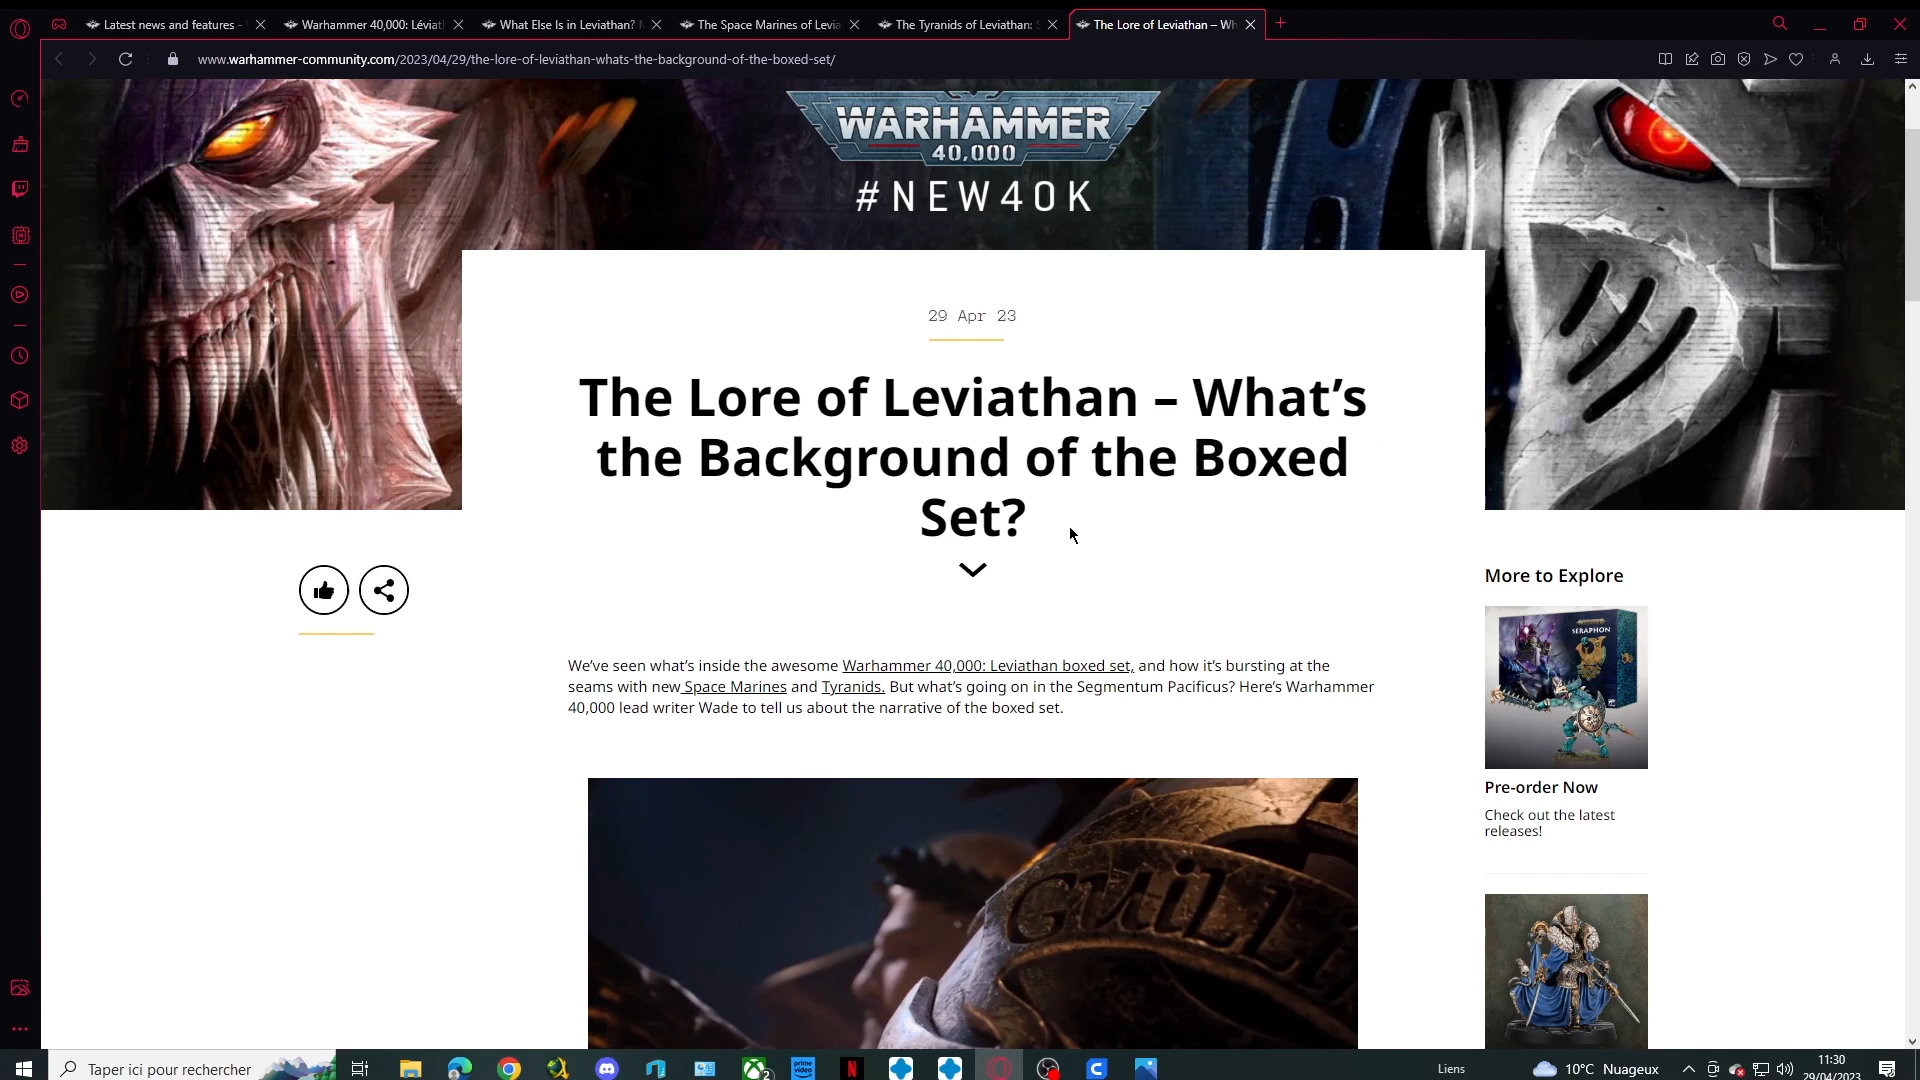 Latest news and features -
Warhammer 40,000: Léviat
What Else Is in Leviathan?
The Space Marines of Levia
The Tyranids of Leviathan:
The Lore of Leviathan – Wh
www.warhammer-community.com/2023/04/29/the-lore-of-leviathan-whats-the-background-of-the-boxed-set/
WARHAMMER
40,000
#NEW40K
29 Apr 23
The Lore of Leviathan – What's
the Background of the Boxed
Set?
We've seen what's inside the awesome Warhammer 40,000: Leviathan boxed set, and how it's bursting at the
seams with new Space Marines and Tyranids. But what's going on in the Segmentum Pacificus? Here's Warhammer
40,000 lead writer Wade to tell us about the narrative of the boxed set.
GUILLI
More to Explore
SERAPHON
Pre-order Now
Check out the latest
releases!
Taper ici pour rechercher
2
prime
video
N
Liens
10°C Nuageux
11:30
29/04/2023